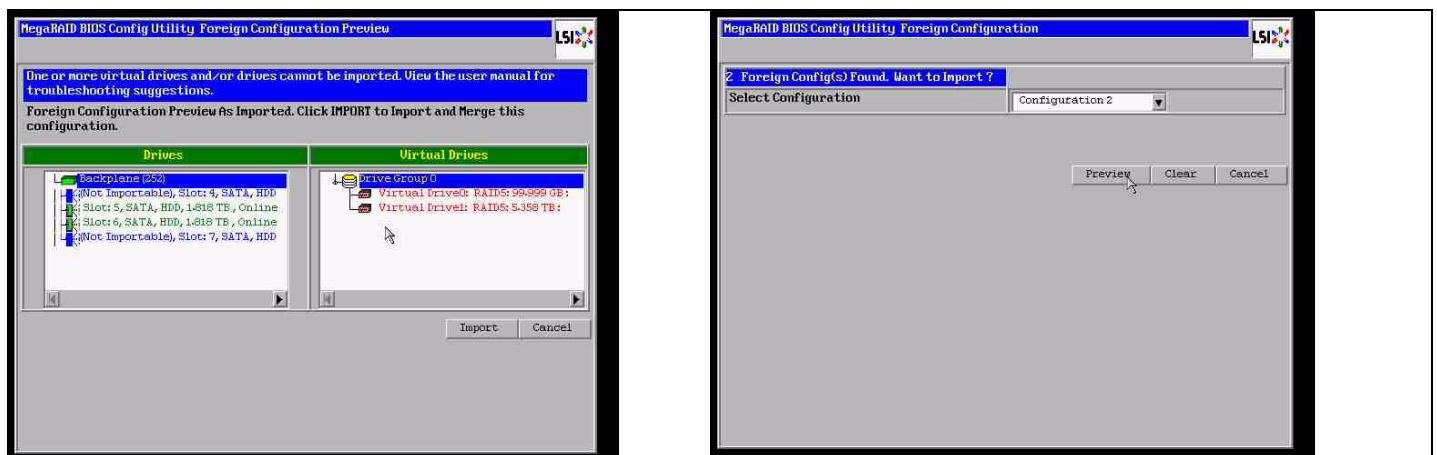 MegaRAID BIOS Config Utility Foreign Configuration Preview
LSI
One or more virtual drives and/or drives cannot be imported. View the user manual for
troubleshooting suggestions.
Foreign Configuration Preview As Imported. Click IMPORT to Import and Merge this
configuration.
Drives
Virtual Drives
Backplane (252)
(Not Importable), Slot: 4, SATA, HDD
Slot: 5, SATA, HDD, 1.818 TB, Online
Slot: 6, SATA, HDD, 1.818 TB, Online
(Not Importable), Slot: 7, SATA, HDD
Drive Group 0
Virtual Drive0: RAID5: 99.999 GB:
Virtual Drive1: RAID5: 5.358 TB:
Import
Cancel
MegaRAID BIOS Config Utility Foreign Configuration
LSI
2 Foreign Config(s) Found. Want to Import ?
Select Configuration
Configuration 2
Preview
Clear
Cancel